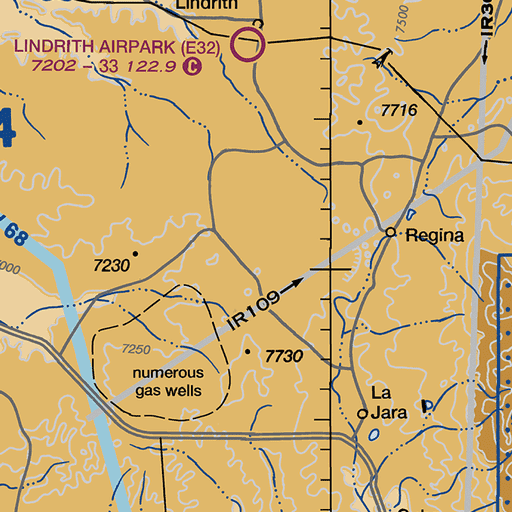 Lindrith
LINDRITH AIRPARK (E32)
7202 - 33 122.9 C
7500
7716
4
68
Regina
7230
IR109
7250
7730
numerous
gas wells
La
Jara